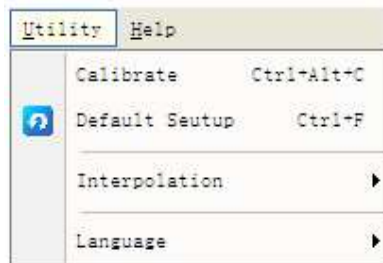 Utility Help
Calibrate Ctrl+Alt+C
Default Seutup Ctrl+F
Interpolation
Language